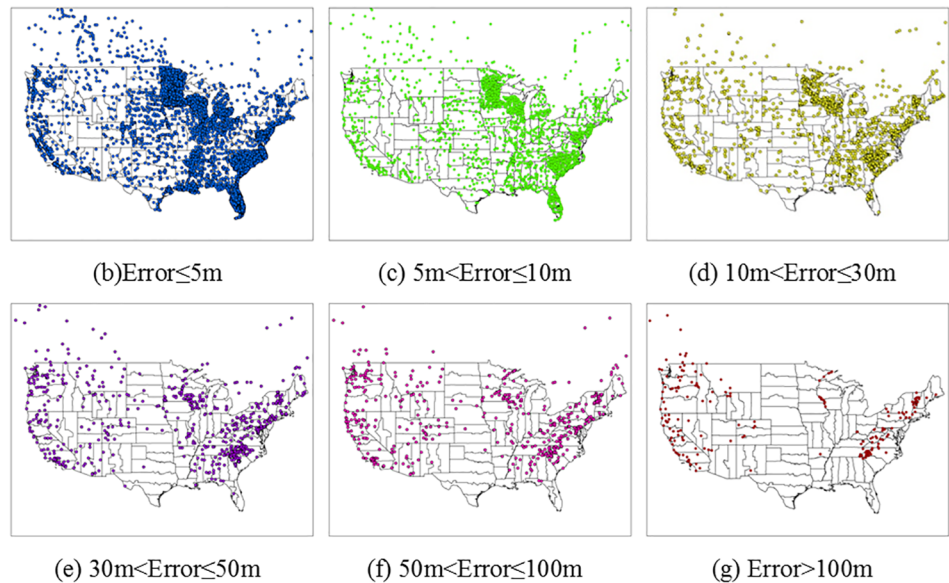 (b)Error≤5m
(c) 5m<Error≤10m
(d) 10m<Error≤30m
(e) 30m<Error≤50m
(f) 50m<Error≤100m
(g) Error>100m